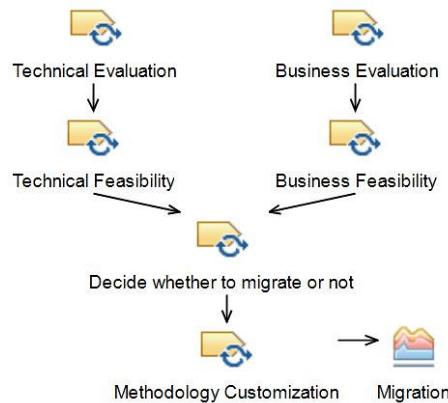 Technical Evaluation
Business Evaluation
Technical Feasibility
Business Feasibility
Decide whether to migrate or not
Methodology Customization
Migration